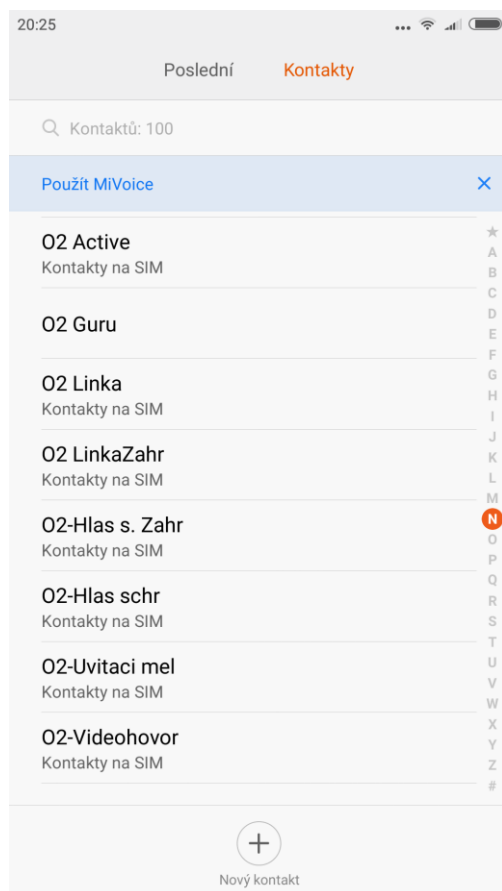 20:25
Poslední
Kontakty
Kontaktů: 100
Použít MiVoice
O2 Active
Kontakty na SIM
O2 Guru
O2 Linka
Kontakty na SIM
O2 LinkaZahr
Kontakty na SIM
O2-Hlas s. Zahr
Kontakty na SIM
O2-Hlas schr
Kontakty na SIM
O2-Uvitaci mel
Kontakty na SIM
O2-Videohovor
Kontakty na SIM
A
B
C
D
E
F
G
H
I
J
K
L
M
N
O
P
Q
R
S
T
U
V
W
X
Y
Z
#
Nový kontakt